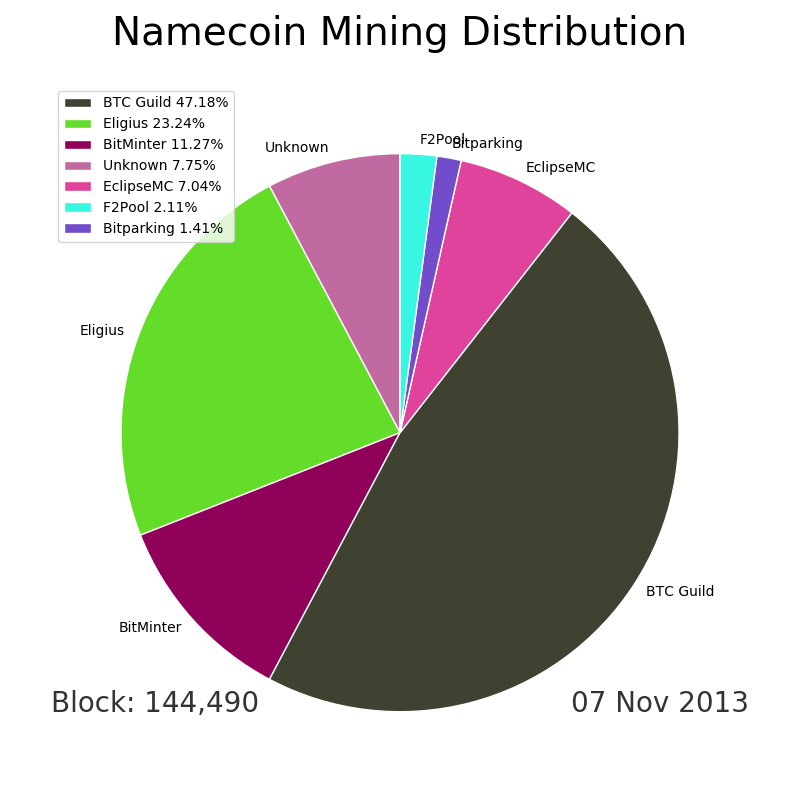 Namecoin Mining Distribution
BTC Guild 47.18%
Eligius 23.24%
BitMinter 11.27%
Unknown 7.75%
EclipseMC 7.04%
F2Pool 2.11%
Bitparking 1.41%
F2Pool
Bitparking
Unknown
EclipseMC
Eligius
BTC Guild
BitMinter
Block: 144,490
07 Nov 2013